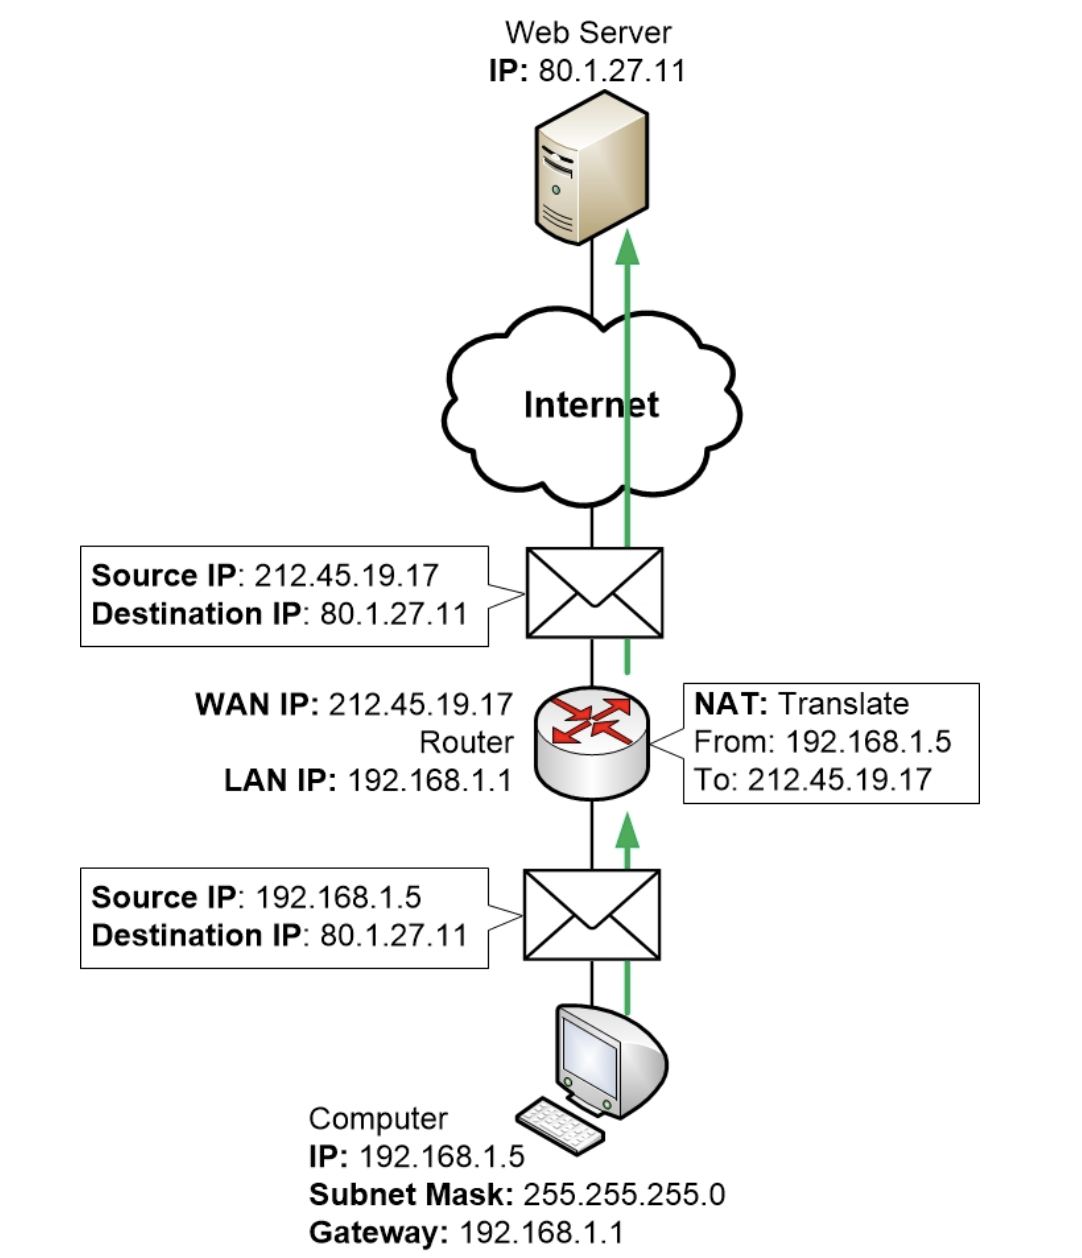 Web Server
IP: 80.1.27.11
Internet
Source IP: 212.45.19.17
Destination IP: 80.1.27.11
WAN IP: 212.45.19.17
Router
LAN IP: 192.168.1.1
NAT: Translate
From: 192.168.1.5
To: 212.45.19.17
Source IP: 192.168.1.5
Destination IP: 80.1.27.11
Computer
IP: 192.168.1.5
Subnet Mask: 255.255.255.0
Gateway: 192.168.1.1